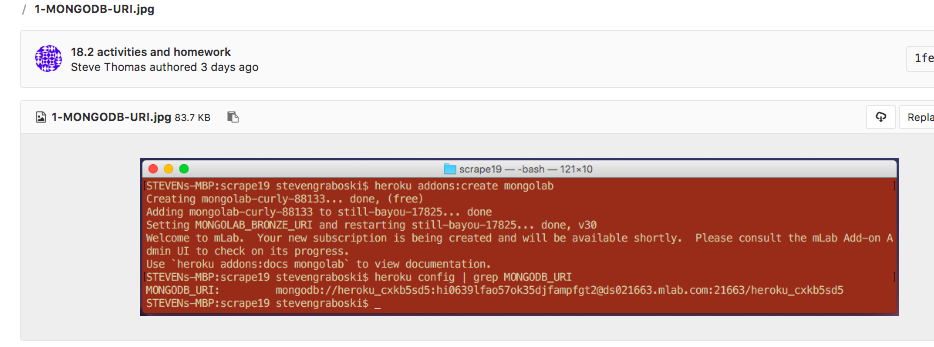 / 1-MONGODB-URI.jpg
18.2 activities and homework
Steve Thomas authored 3 days ago
1fe
1-MONGODB-URI.jpg 83.7 KB
Repla
scrape19 — -bash — 121×10
STEVENs-MBP:scrape19 stevengraboski$ heroku addons:create mongolab
Creating mongolab-curly-88133... done, (free)
Adding mongolab-curly-88133 to still-bayou-17825... done
Setting MONGOLAB_BRONZE_URI and restarting still-bayou-17825... done, v30
Welcome to mLab.  Your new subscription is being created and will be available shortly.  Please consult the mLab Add-on A
dmin UI to check on its progress.
Use `heroku addons:docs mongolab` to view documentation.
STEVENs-MBP:scrape19 stevengraboski$ heroku config | grep MONGODB_URI
MONGODB_URI:         mongodb://heroku_cxkb5sd5:hi0639lfao57ok35djfampfgt2@ds021663.mlab.com:21663/heroku_cxkb5sd5
STEVENs-MBP:scrape19 stevengraboski$ _